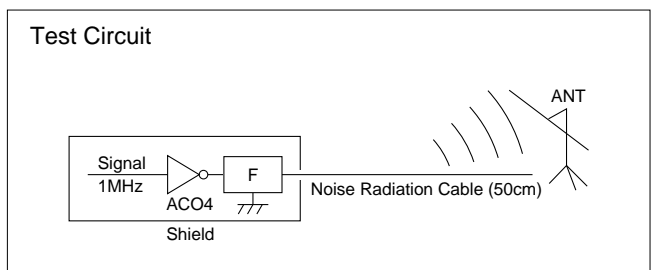 Test Circuit
ANT
Signal
1MHz
F
ACO4
Noise Radiation Cable (50cm)
Shield